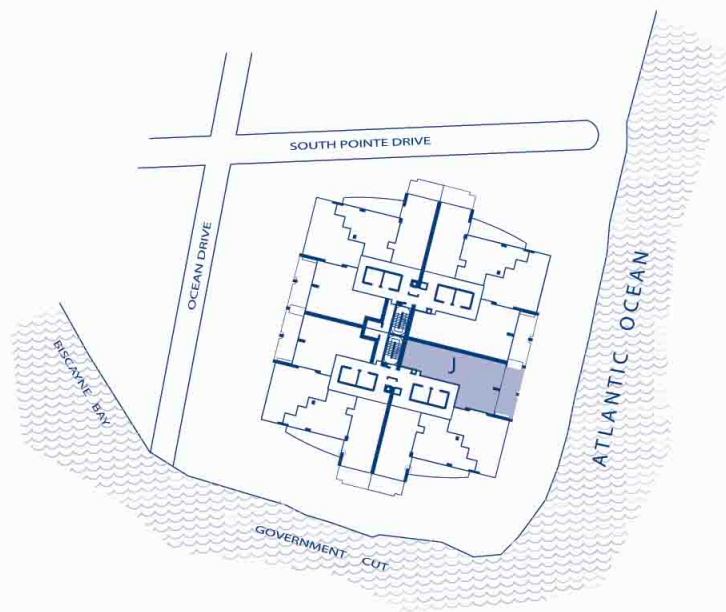 SOUTH POINTE DRIVE
OCEAN DRIVE
ATLANTIC OCEAN
BISCAYNE BAY
J
GOVERNMENT CUT